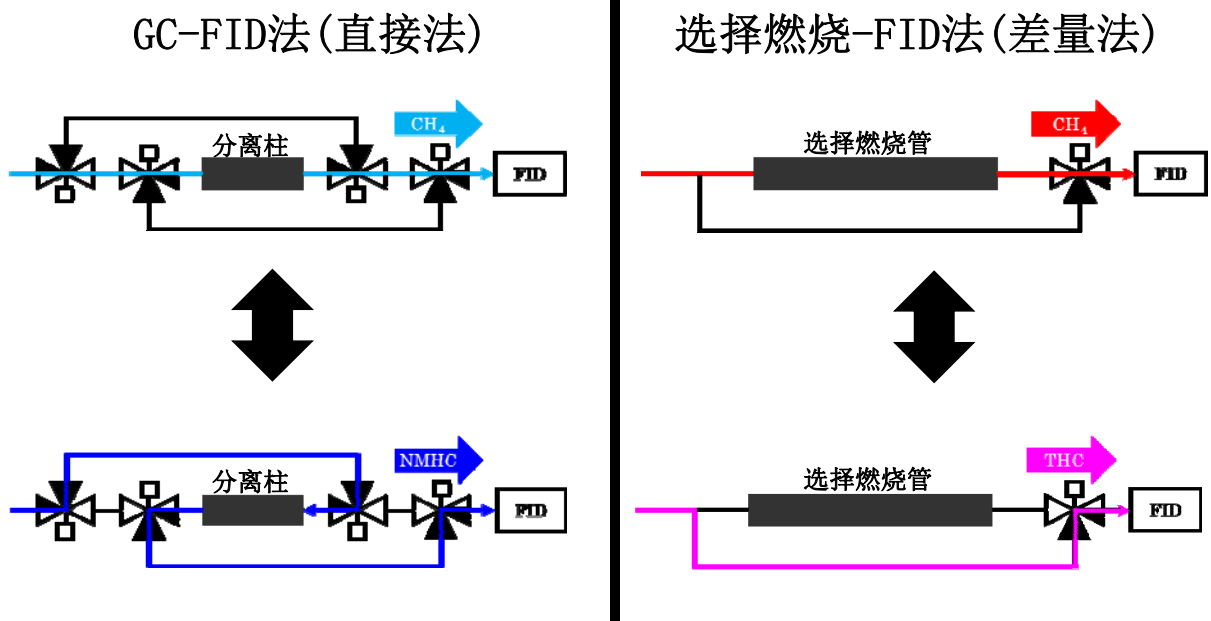 GC-FID法(直接法)
CH₄
分离柱
FID
NMHC
分离柱
FID
选择燃烧-FID法(差量法)
CH₄
选择燃烧管
FID
THC
选择燃烧管
FID